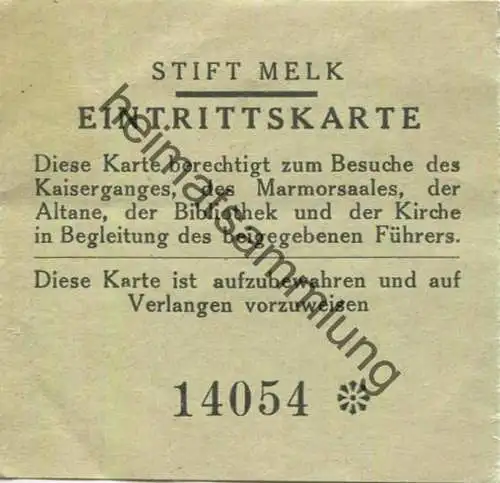 STIFT MELK
EINTRITTSKARTE
Diese Karte berechtigt zum Besuche des
Kaiserganges, des Marmorsaales, der
Altane, der Bibliothek und der Kirche
in Begleitung des beigegebenen Führers.
Diese Karte ist aufzubewahren und auf
Verlangen vorzuweisen
14054
heimatsammlung